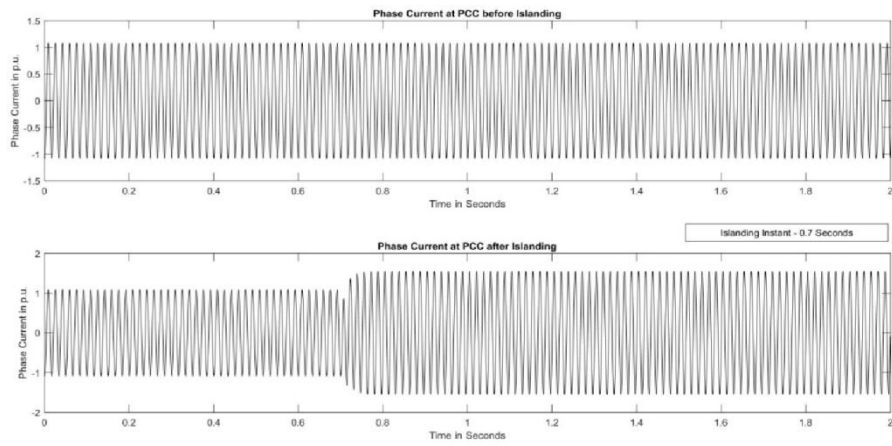 Phase Current at PCC before Islanding
1.5
1
0.5
0
-0.5
-1
-1.5
Phase Current in p.u.
0 0.2 0.4 0.6 0.8 1 1.2 1.4 1.6 1.8 2
Time in Seconds
Islanding Instant - 0.7 Seconds
Phase Current at PCC after Islanding
2
1
0
-1
-2
Phase Current in p.u.
0 0.2 0.4 0.6 0.8 1 1.2 1.4 1.6 1.8 2
Time in Seconds